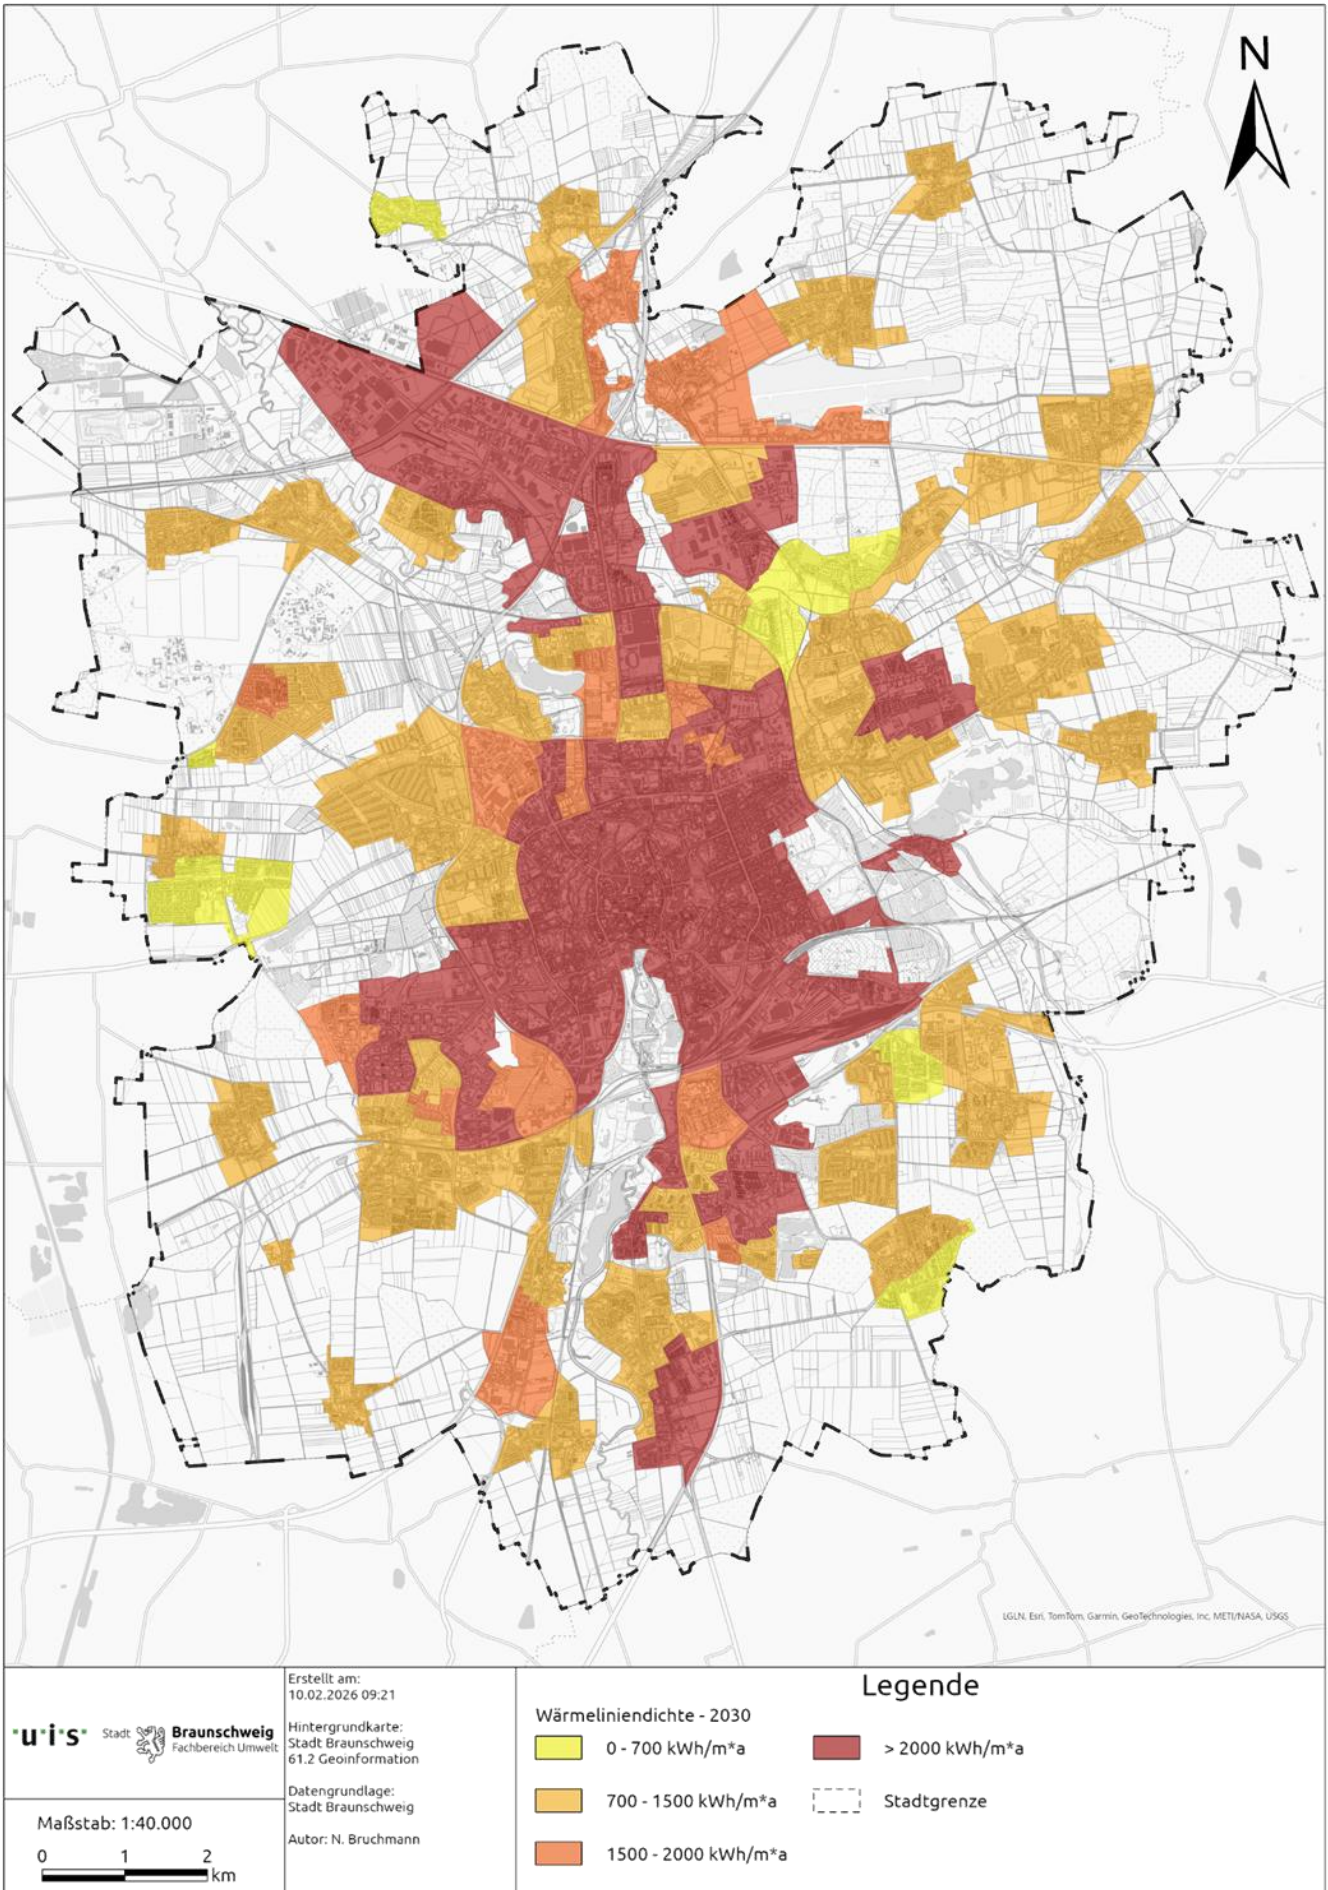 N
LGLN, Esri, TomTom, Garmin, GeoTechnologies, Inc, METI/NASA, USGS
u·i·s
Stadt Braunschweig
Fachbereich Umwelt
Maßstab: 1:40.000
0 1 2
km
Erstellt am:
10.02.2026 09:21
Hintergrundkarte:
Stadt Braunschweig
61.2 Geoinformation
Datengrundlage:
Stadt Braunschweig
Autor: N. Bruchmann
Legende
Wärmeliniendichte - 2030
0 - 700 kWh/m*a
700 - 1500 kWh/m*a
1500 - 2000 kWh/m*a
> 2000 kWh/m*a
Stadtgrenze